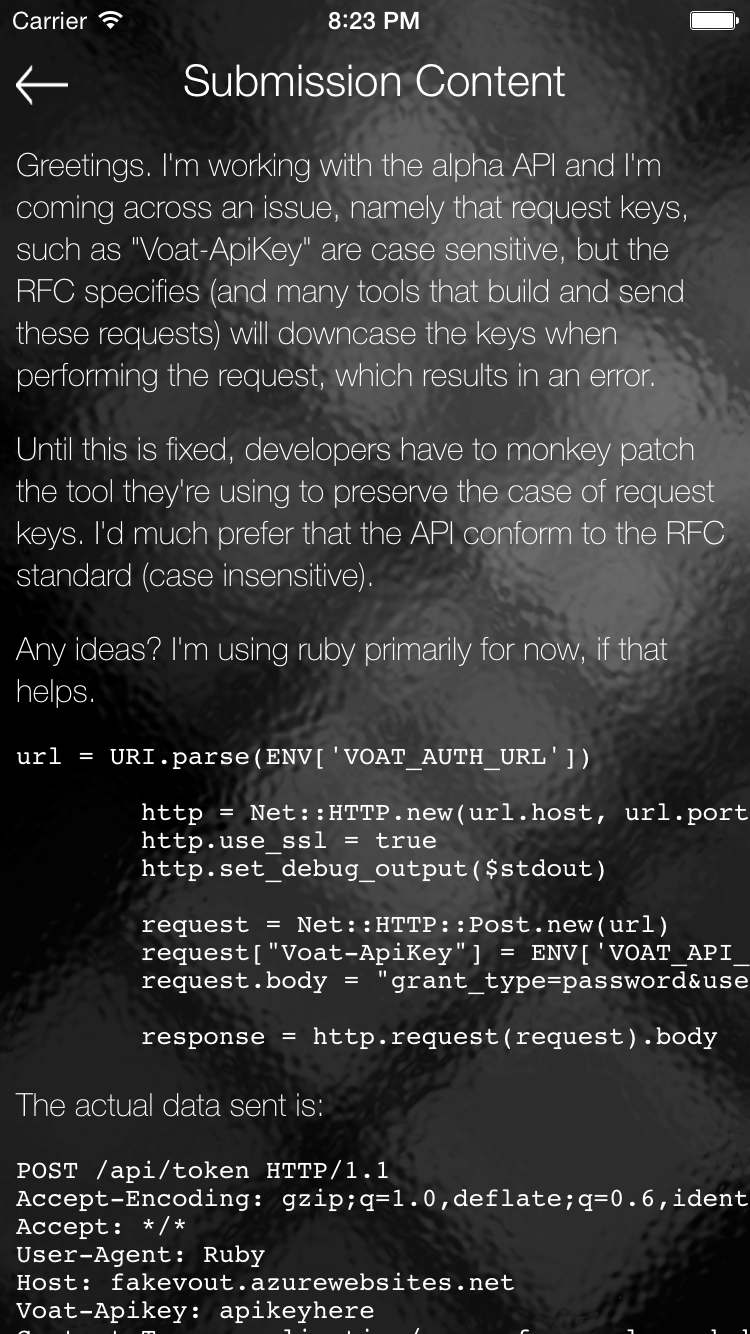 Carrier 8:23 PM
Submission Content
Greetings. I'm working with the alpha API and I'm
coming across an issue, namely that request keys,
such as "Voat-ApiKey" are case sensitive, but the
RFC specifies (and many tools that build and send
these requests) will downcase the keys when
performing the request, which results in an error.
Until this is fixed, developers have to monkey patch
the tool they're using to preserve the case of request
keys. I'd much prefer that the API conform to the RFC
standard (case insensitive).
Any ideas? I'm using ruby primarily for now, if that
helps.
url = URI.parse(ENV['VOAT_AUTH_URL'])
http = Net::HTTP.new(url.host, url.port
http.use_ssl = true
http.set_debug_output($stdout)
request = Net::HTTP::Post.new(url)
request["Voat-ApiKey"] = ENV['VOAT_API_
request.body = "grant_type=password&use
response = http.request(request).body
The actual data sent is:
POST /api/token HTTP/1.1
Accept-Encoding: gzip;q=1.0,deflate;q=0.6,ident
Accept: */*
User-Agent: Ruby
Host: fakevout.azurewebsites.net
Voat-Apikey: apikeyhere